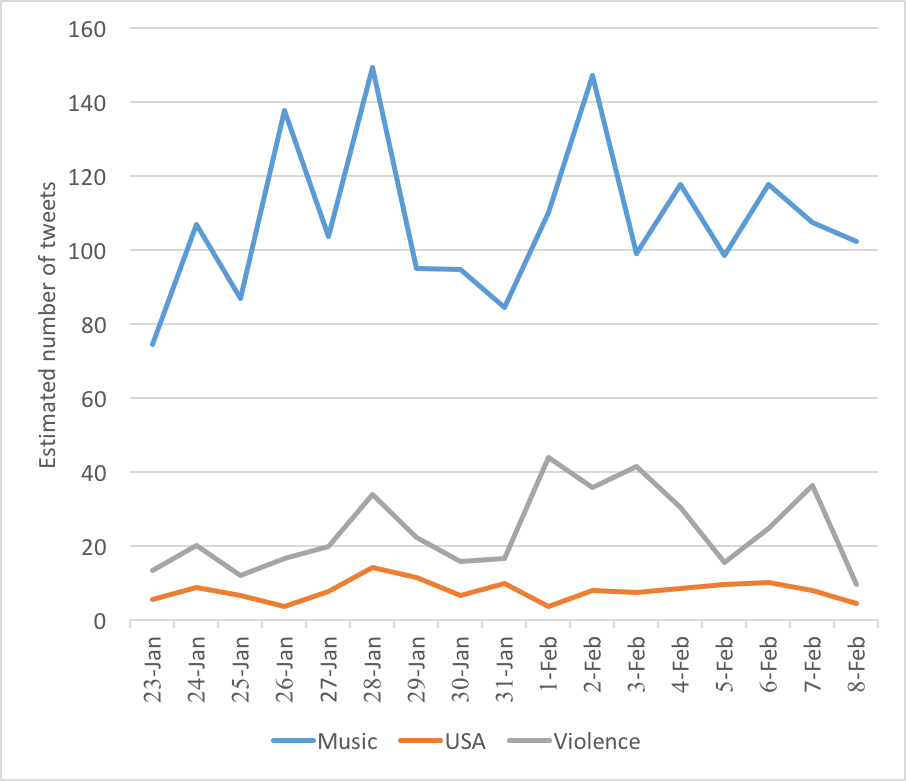 160
140
120
100
80
60
40
20
0
Estimated number of tweets
23-Jan
24-Jan
25-Jan
26-Jan
27-Jan
28-Jan
29-Jan
30-Jan
31-Jan
1-Feb
2-Feb
3-Feb
4-Feb
5-Feb
6-Feb
7-Feb
8-Feb
Music USA Violence